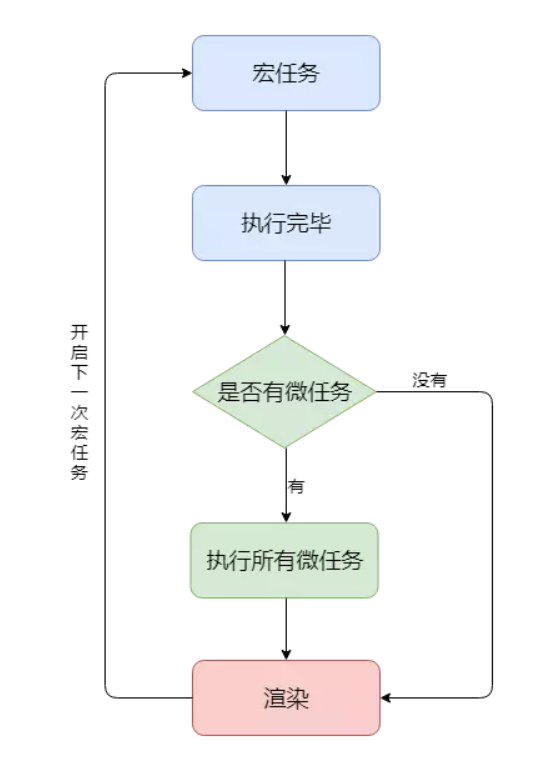 宏任务
执行完毕
开启下一次宏任务
是否有微任务
没有
有
执行所有微任务
渲染